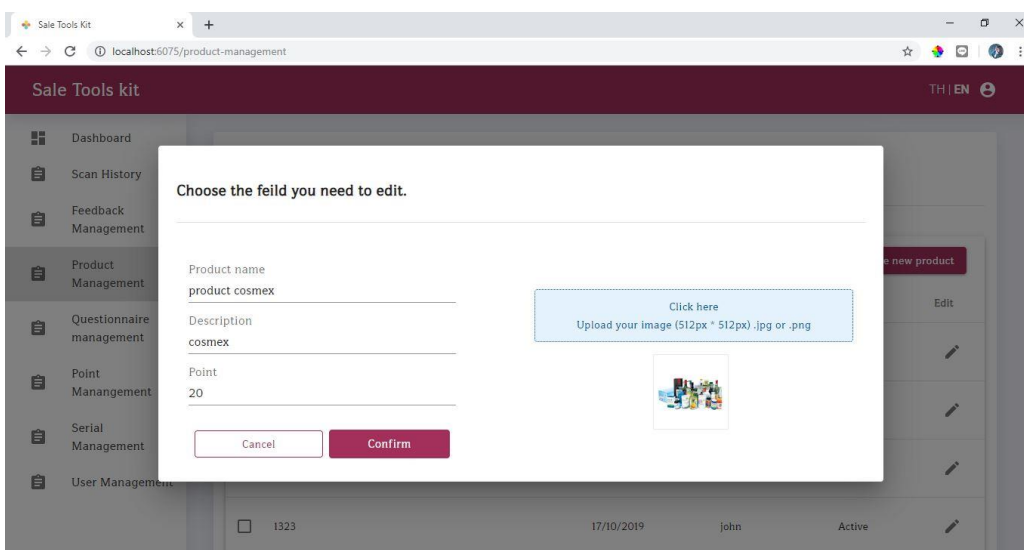 Sale Tools Kit
localhost:6075/product-management
Sale Tools kit
TH | EN
Dashboard
Scan History
Feedback
Management
Product
Management
Questionnaire
management
Point
Manangement
Serial
Management
User Management
Choose the feild you need to edit.
Product name
product cosmex
Description
cosmex
Point
20
Cancel
Confirm
Click here
Upload your image (512px * 512px) .jpg or .png
new product
Edit
1323
17/10/2019
john
Active